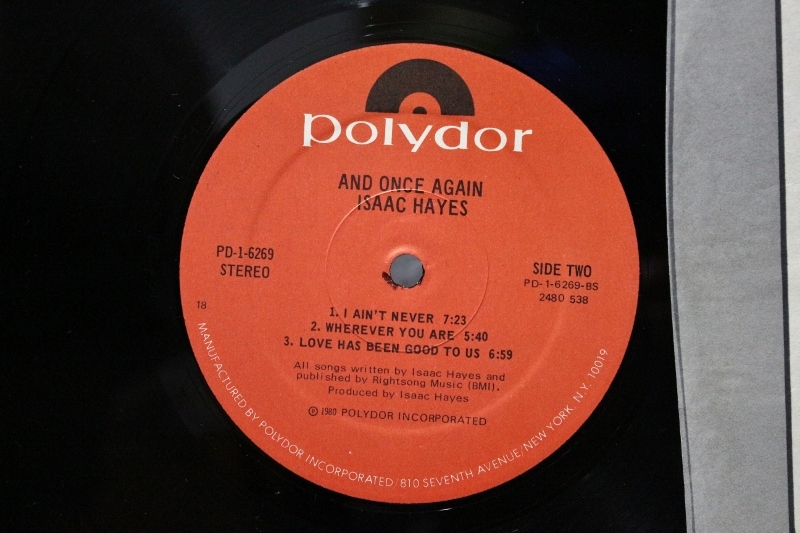 polydor
AND ONCE AGAIN
ISAAC HAYES
PD-1-6269
STEREO
SIDE TWO
PD-1-6269-BS
2480 538
18
1. I AIN'T NEVER 7:23
2. WHEREVER YOU ARE 5:40
3. LOVE HAS BEEN GOOD TO US 6:59
All songs written by Isaac Hayes and
published by Rightsong Music (BMI).
Produced by Isaac Hayes
℗ 1980 POLYDOR INCORPORATED
MANUFACTURED BY POLYDOR INCORPORATED/810 SEVENTH AVENUE/NEW YORK, N.Y. 10019